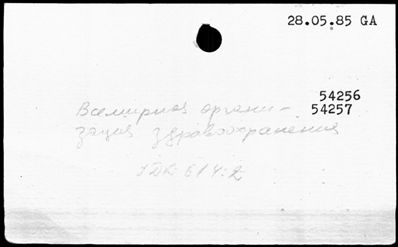 28.05.85 GA
54256
54257
Всемирная органи-
зация здравоохранения
УДК 614:2